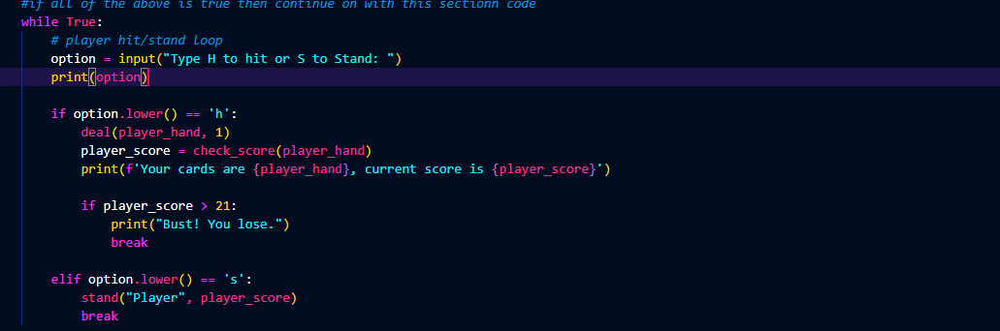 #if all of the above is true then continue on with this sectionn code
while True:
    # player hit/stand loop
    option = input("Type H to hit or S to Stand: ")
    print(option)
    if option.lower() == 'h':
        deal(player_hand, 1)
        player_score = check_score(player_hand)
        print(f'Your cards are {player_hand}, current score is {player_score}')
        if player_score > 21:
            print("Bust! You lose.")
            break
    elif option.lower() == 's':
        stand("Player", player_score)
        break